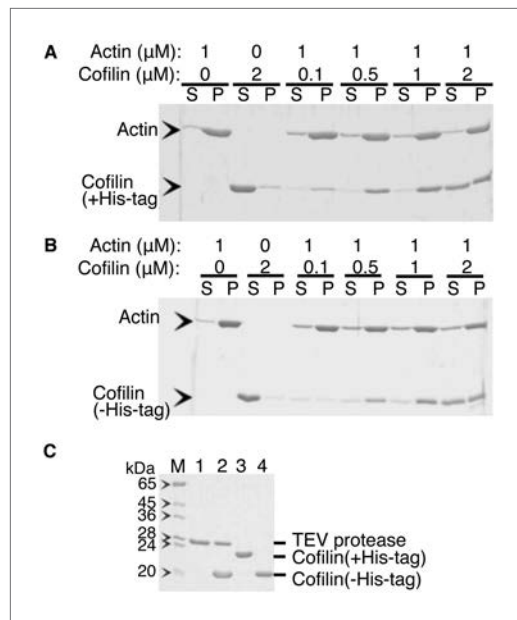 A
Actin (µM): 1 0 1 1 1 1
Cofilin (µM): 0 2 0.1 0.5 1 2
S P S P S P S P S P S P
Actin
Cofilin
(+His-tag
B
Actin (µM): 1 0 1 1 1 1
Cofilin (µM): 0 2 0.1 0.5 1 2
S P S P S P S P S P S P
Actin
Cofilin
(-His-tag)
C
kDa M 1 2 3 4
65
45
36
28
24
20
TEV protease
Cofilin(+His-tag)
Cofilin(-His-tag)